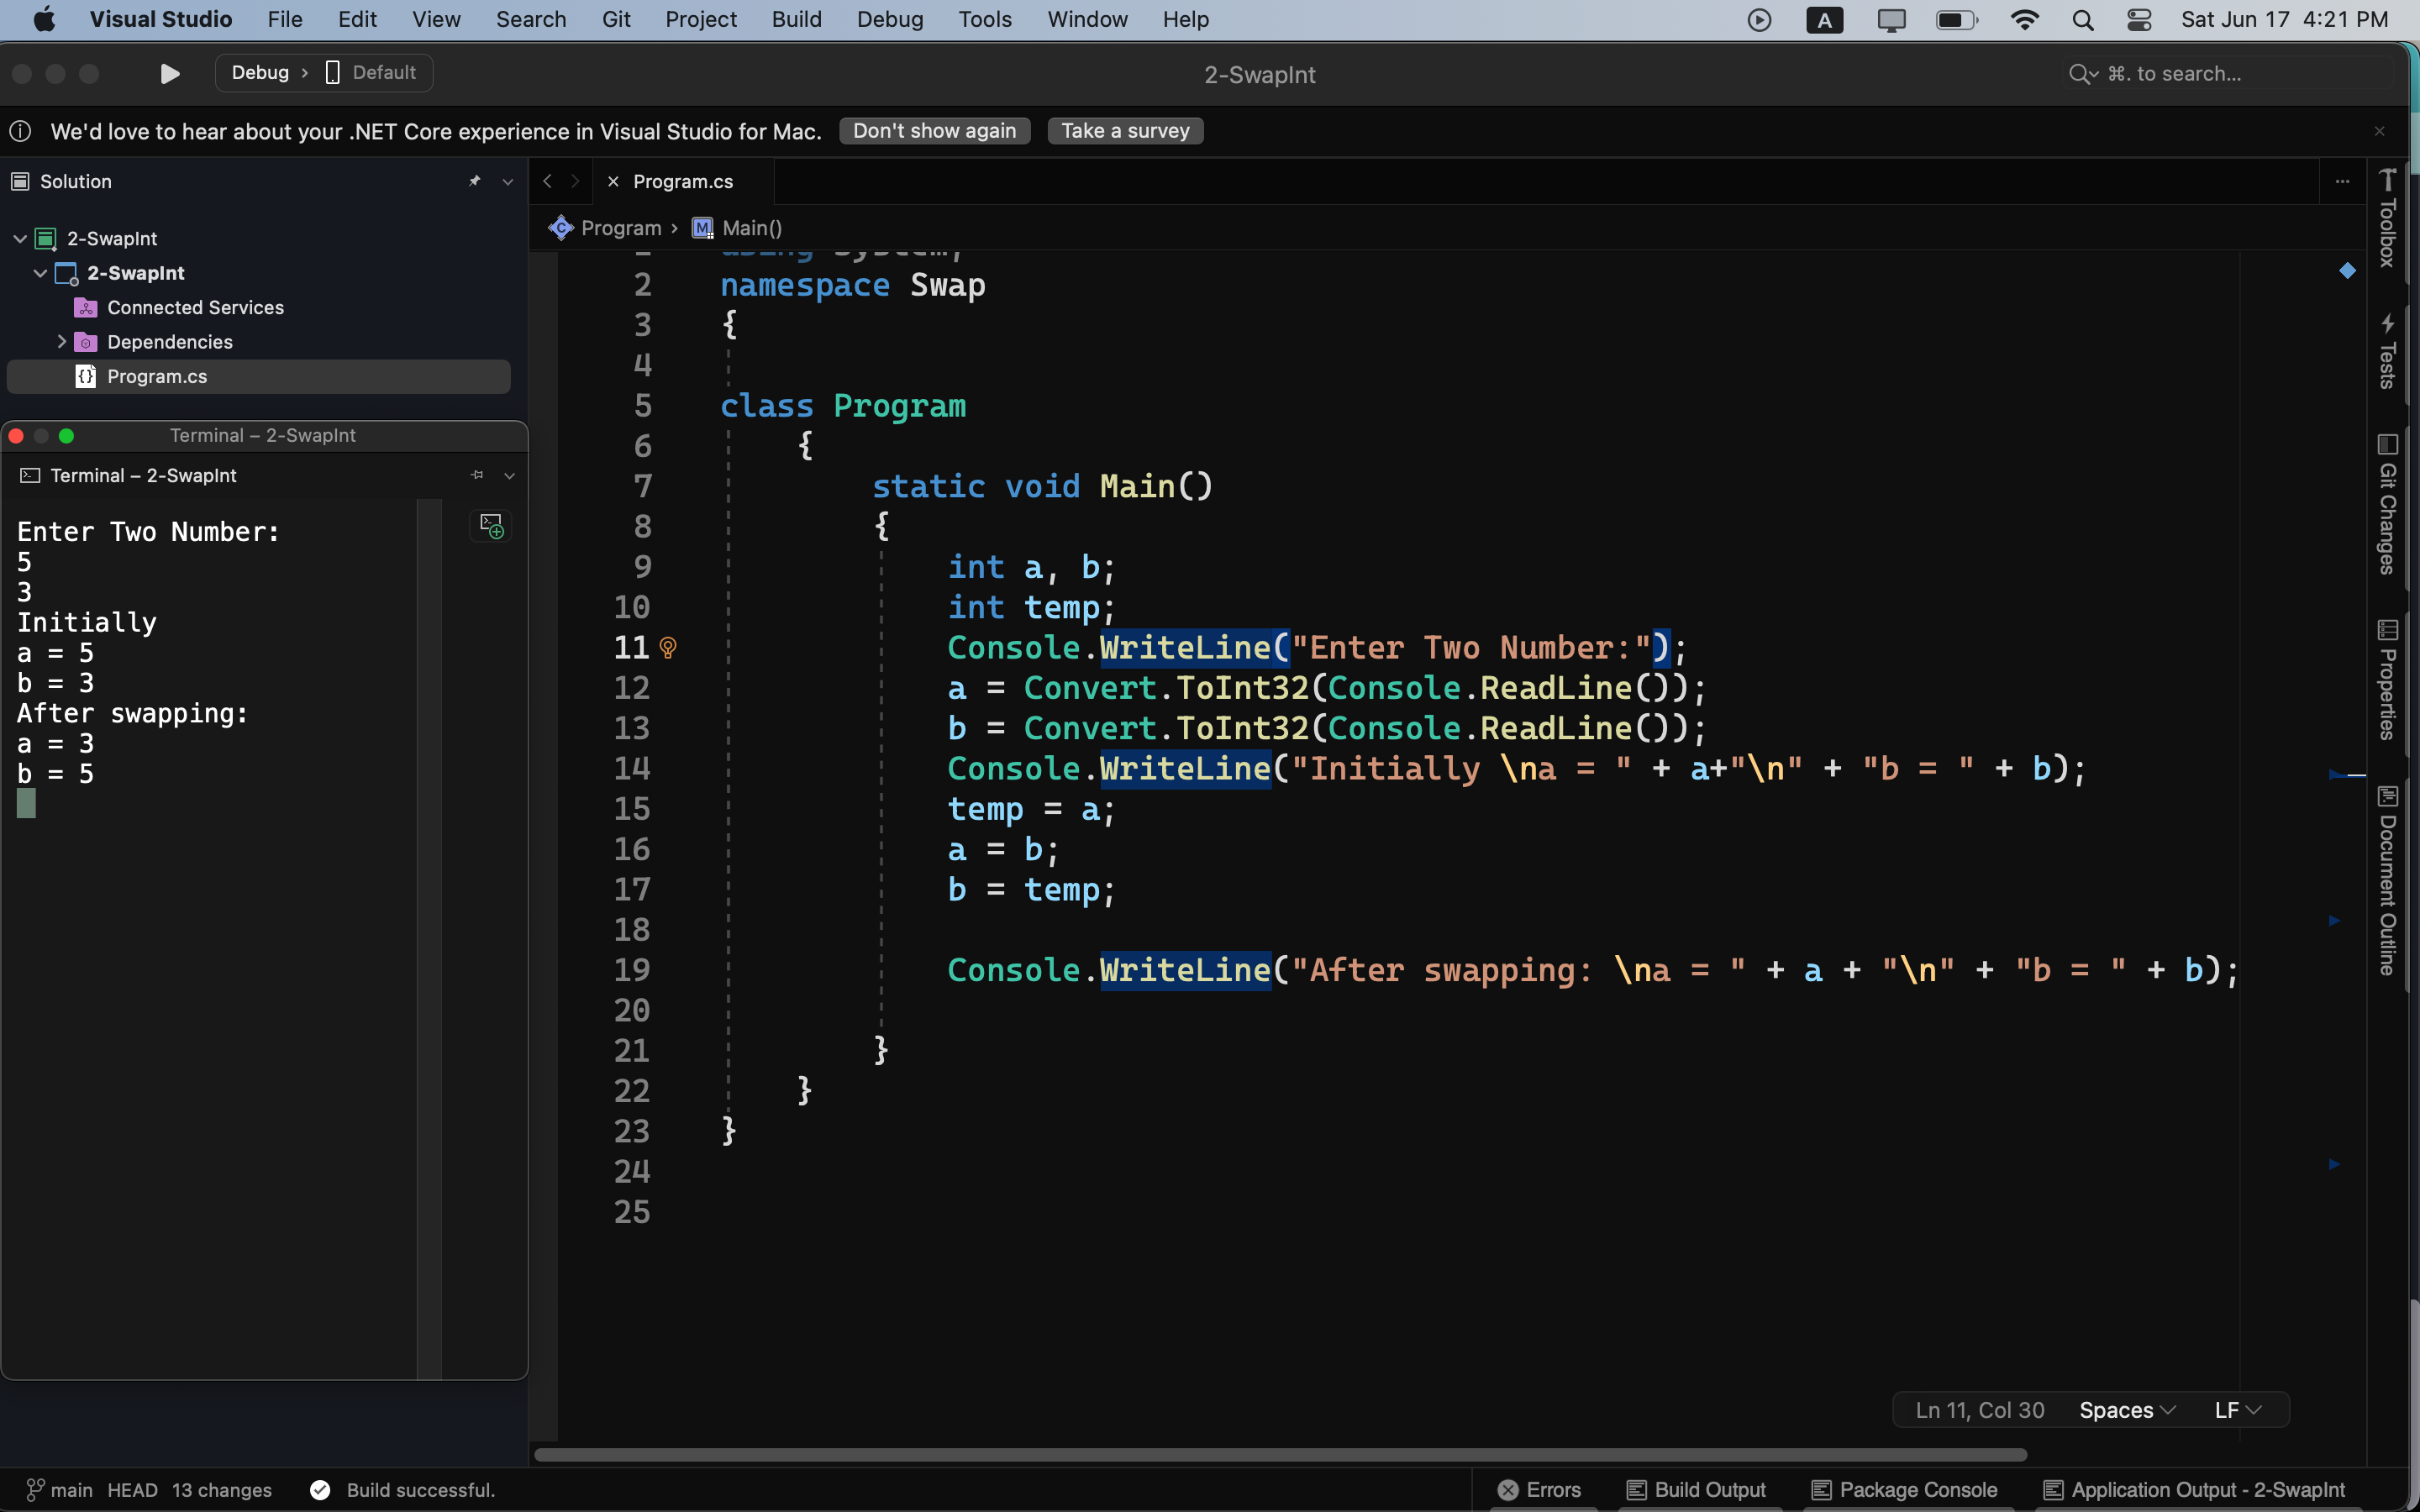 Visual Studio File Edit View Search Git Project Build Debug Tools Window Help A Sat Jun 17 4:21 PM
Debug › Default 2-SwapInt ⌘. to search...
We'd love to hear about your .NET Core experience in Visual Studio for Mac. Don't show again Take a survey
Solution
2-SwapInt
2-SwapInt
Connected Services
Dependencies
Program.cs
Terminal – 2-SwapInt
Terminal – 2-SwapInt
Enter Two Number:
5
3
Initially
a = 5
b = 3
After swapping:
a = 3
b = 5
Program.cs
Program › Main()
1 using System;
2 namespace Swap
3 {
4
5 class Program
6 {
7 static void Main()
8 {
9 int a, b;
10 int temp;
11 Console.WriteLine("Enter Two Number:");
12 a = Convert.ToInt32(Console.ReadLine());
13 b = Convert.ToInt32(Console.ReadLine());
14 Console.WriteLine("Initially \na = " + a+"\n" + "b = " + b);
15 temp = a;
16 a = b;
17 b = temp;
18
19 Console.WriteLine("After swapping: \na = " + a + "\n" + "b = " + b);
20
21 }
22 }
23 }
24
25
Toolbox
Tests
Git Changes
Properties
Document Outline
Ln 11, Col 30 Spaces LF
main HEAD 13 changes Build successful. Errors Build Output Package Console Application Output - 2-SwapInt